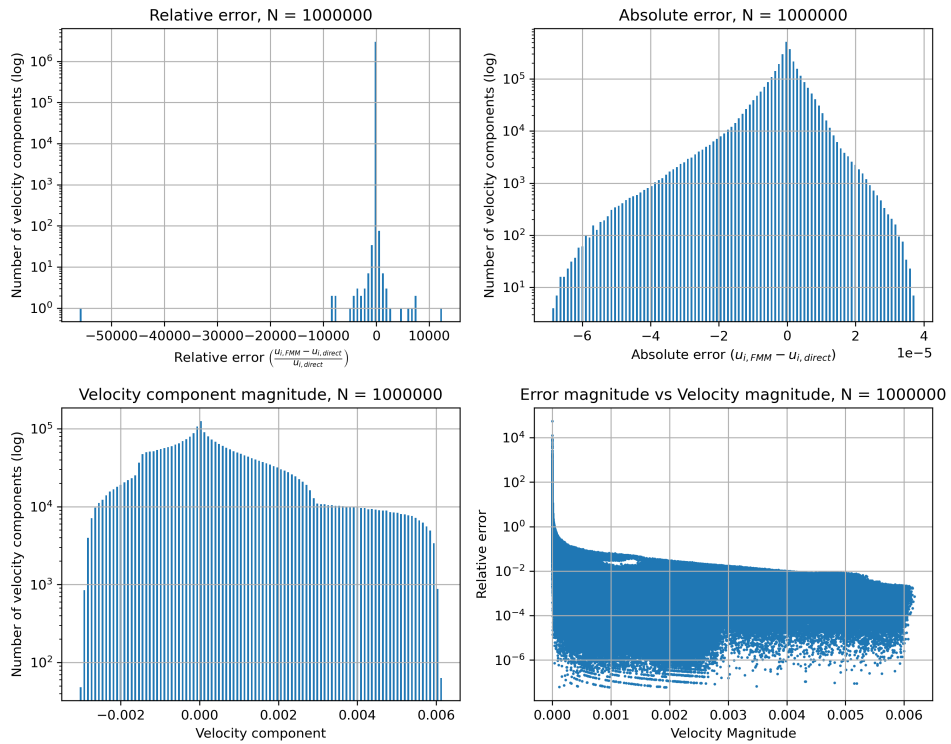 Relative error, N = 1000000
Number of velocity components (log)
10^6
10^5
10^4
10^3
10^2
10^1
10^0
−50000 −40000 −30000 −20000 −10000 0 10000
Relative error (u_{i,FMM} − u_{i,direct} / u_{i,direct})
Absolute error, N = 1000000
Number of velocity components (log)
10^5
10^4
10^3
10^2
10^1
−6 −4 −2 0 2 4
1e−5
Absolute error (u_{i,FMM} − u_{i,direct})
Velocity component magnitude, N = 1000000
Number of velocity components (log)
10^5
10^4
10^3
10^2
−0.002 0.000 0.002 0.004 0.006
Velocity component
Error magnitude vs Velocity magnitude, N = 1000000
Relative error
10^4
10^2
10^0
10^−2
10^−4
10^−6
0.000 0.001 0.002 0.003 0.004 0.005 0.006
Velocity Magnitude